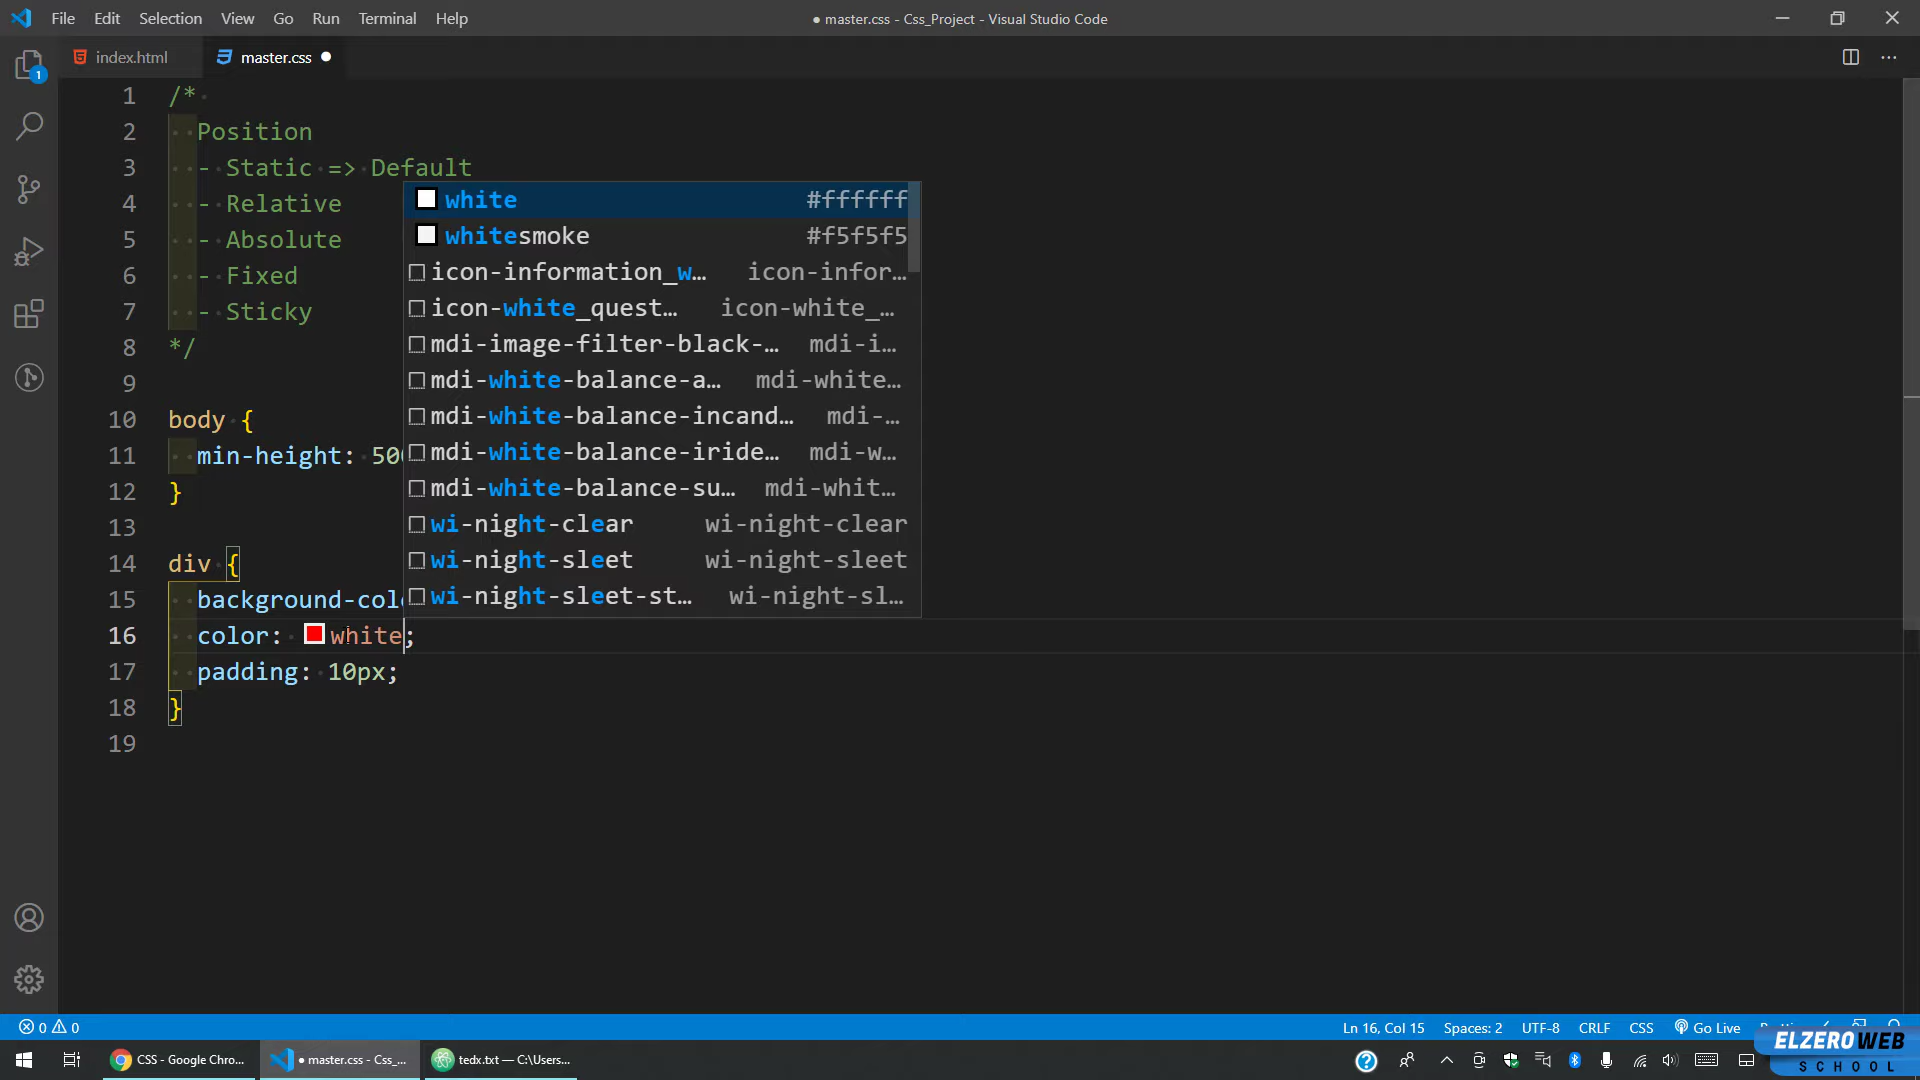 File Edit Selection View Go Run Terminal Help
● master.css - Css_Project - Visual Studio Code
index.html
master.css ●
1 /*
2 Position
3 - Static => Default
4 - Relative
5 - Absolute
6 - Fixed
7 - Sticky
8 */
9
10 body {
11 min-height: 500
12 }
13
14 div {
15 background-colo
16 color: white;
17 padding: 10px;
18 }
19
white #ffffff
whitesmoke #f5f5f5
icon-information_w… icon-infor…
icon-white_quest… icon-white_…
mdi-image-filter-black-… mdi-i…
mdi-white-balance-a… mdi-white…
mdi-white-balance-incand… mdi-…
mdi-white-balance-iride… mdi-w…
mdi-white-balance-su… mdi-whit…
wi-night-clear wi-night-clear
wi-night-sleet wi-night-sleet
wi-night-sleet-st… wi-night-sl…
1
0 0
Ln 16, Col 15 Spaces: 2 UTF-8 CRLF CSS Go Live
CSS - Google Chro...
● master.css - Css_...
tedx.txt — C:\Users...
ELZEROWEB
SCHOOL